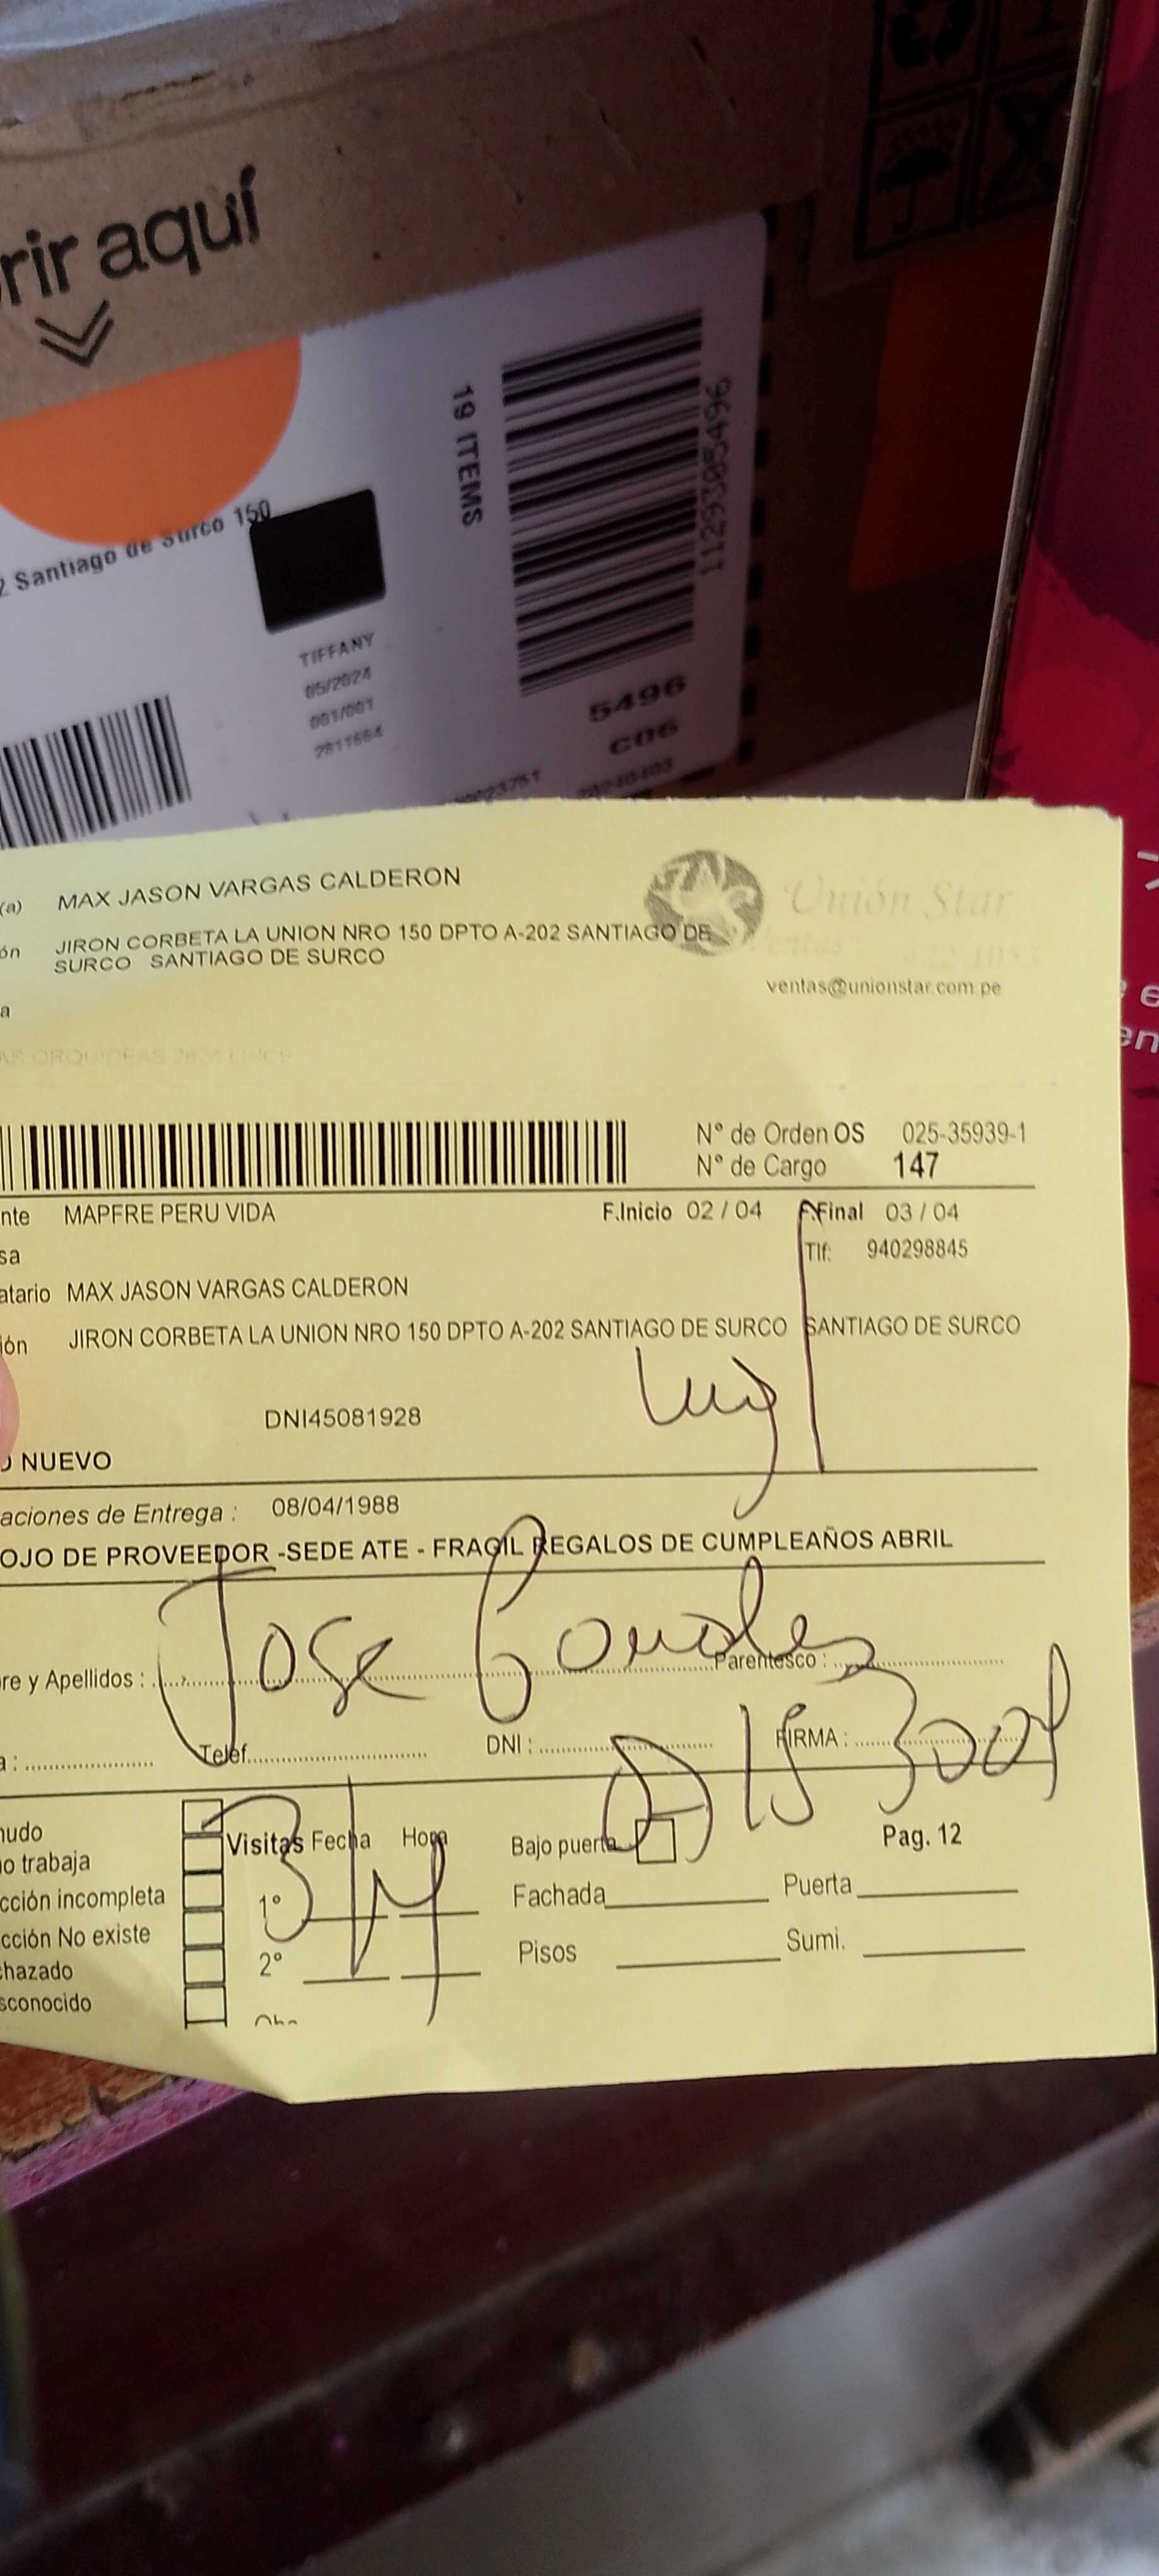 rir aquí
19 ITEMS
11293305496
2 Santiago de Surco 150
TIFFANY
05/2024
001/001
2911664
5496
C06
(a) MAX JASON VARGAS CALDERON
Unión Star
ón JIRON CORBETA LA UNION NRO 150 DPTO A-202 SANTIAGO DE
SURCO SANTIAGO DE SURCO
ventas@unionstar.com.pe
a
N° de Orden OS 025-35939-1
N° de Cargo 147
nte MAPFRE PERU VIDA F.Inicio 02 / 04 F.Final 03 / 04
sa Tlf: 940298845
atario MAX JASON VARGAS CALDERON
ión JIRON CORBETA LA UNION NRO 150 DPTO A-202 SANTIAGO DE SURCO SANTIAGO DE SURCO
DNI45081928
O NUEVO
aciones de Entrega : 08/04/1988
OJO DE PROVEEDOR -SEDE ATE - FRAGIL REGALOS DE CUMPLEAÑOS ABRIL
Jose
re y Apellidos : Parentesco :
a : Telef. DNI : FIRMA :
nudo
Visitas Fecha Hora Bajo puerta Pag. 12
no trabaja
cción incompleta 1° Fachada Puerta
cción No existe
hazado 2° Pisos Sumi.
sconocido
3/4